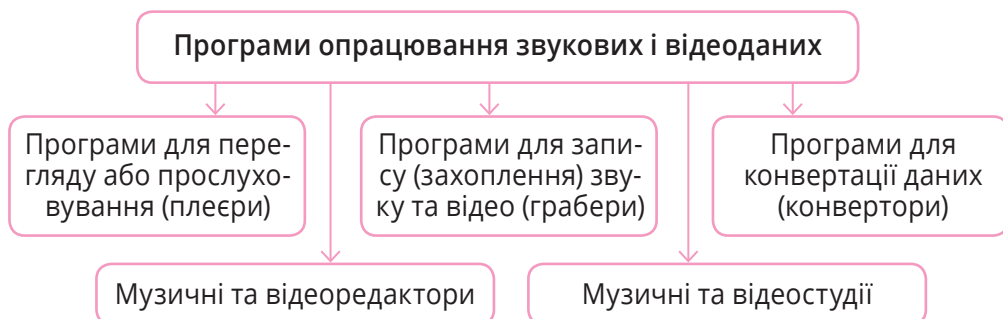 Програми опрацювання звукових і відеоданих
Програми для пере-
гляду або прослухо-
вування (плеєри)
Програми для запи-
су (захоплення) зву-
ку та відео (грабери)
Програми для
конвертації даних
(конвертори)
Музичні та відеоредактори
Музичні та відеостудії